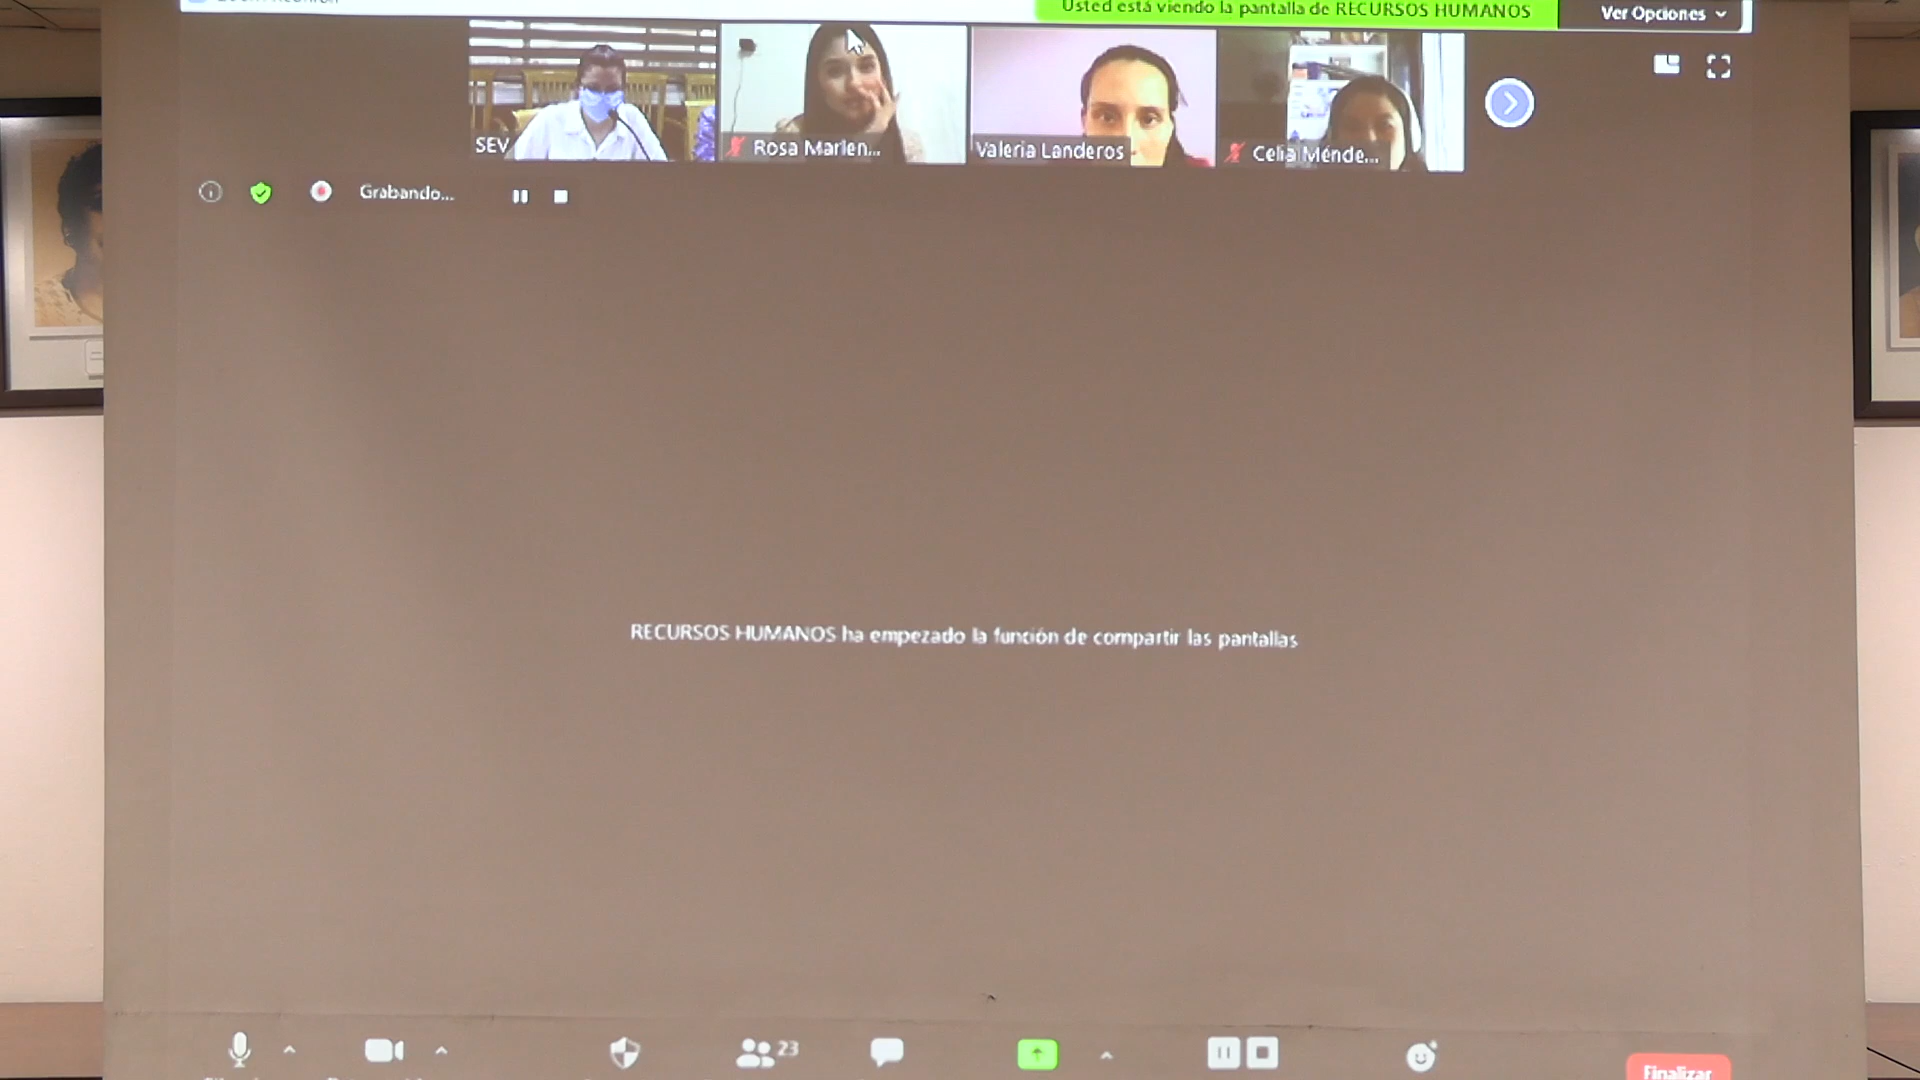 Usted está viendo la pantalla de RECURSOS HUMANOS
Ver Opciones
SEV
Rosa Marlen...
Valeria Landeros
Celia Ménde...
Grabando...
RECURSOS HUMANOS ha empezado la función de compartir las pantallas
23
Finalizar